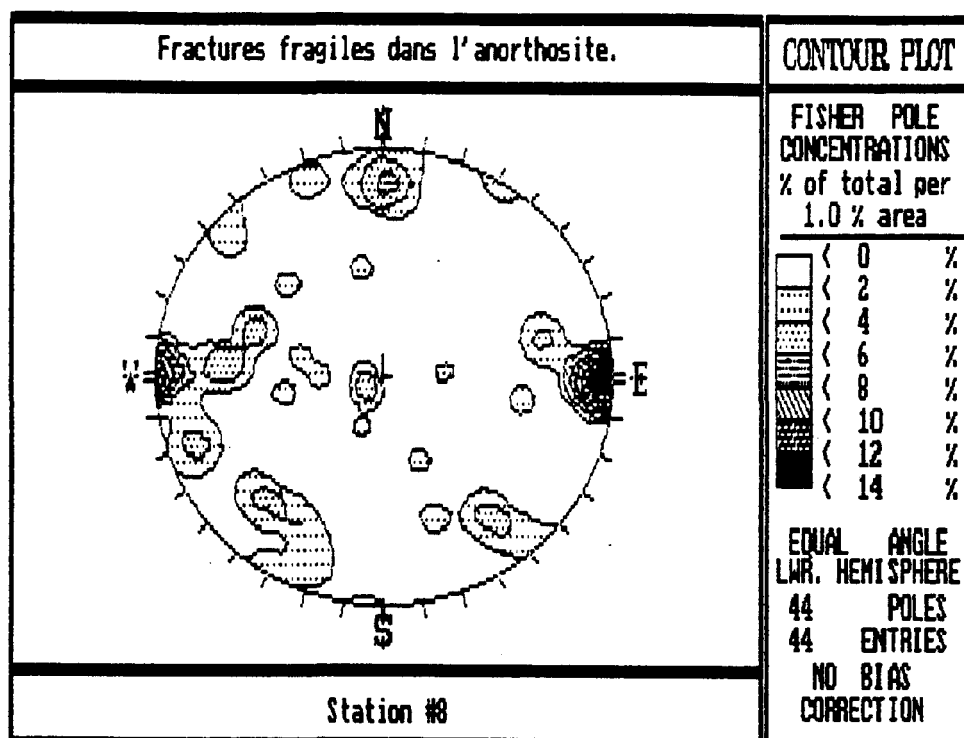 Fractures fragiles dans l'anorthosite.
N
W
E
S
Station #8
CONTOUR PLOT
FISHER POLE
CONCENTRATIONS
% of total per
1.0 % area
< 0 %
< 2 %
< 4 %
< 6 %
< 8 %
< 10 %
< 12 %
< 14 %
EQUAL ANGLE
LWR. HEMISPHERE
44 POLES
44 ENTRIES
NO BIAS
CORRECTION